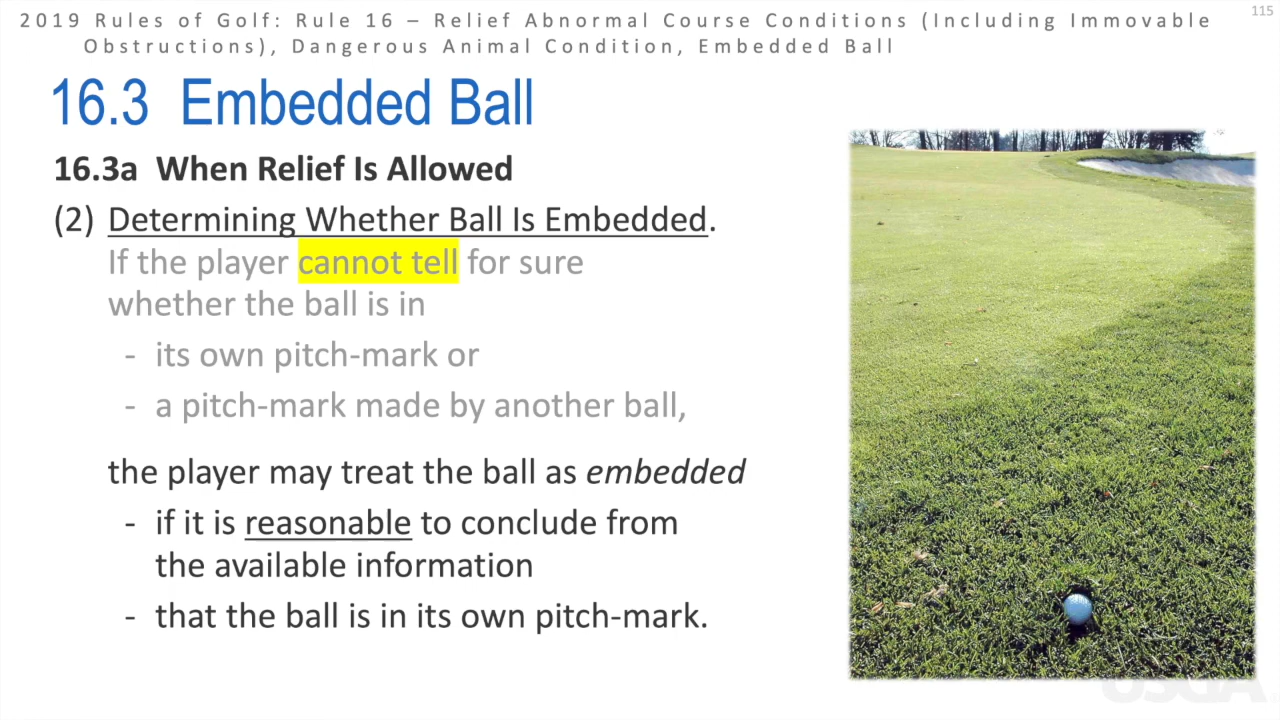 115
2019 Rules of Golf: Rule 16 – Relief Abnormal Course Conditions (Including Immovable
Obstructions), Dangerous Animal Condition, Embedded Ball
16.3 Embedded Ball
16.3a When Relief Is Allowed
(2) Determining Whether Ball Is Embedded.
If the player cannot tell for sure
whether the ball is in
- its own pitch-mark or
- a pitch-mark made by another ball,
the player may treat the ball as embedded
- if it is reasonable to conclude from
the available information
- that the ball is in its own pitch-mark.
USGA